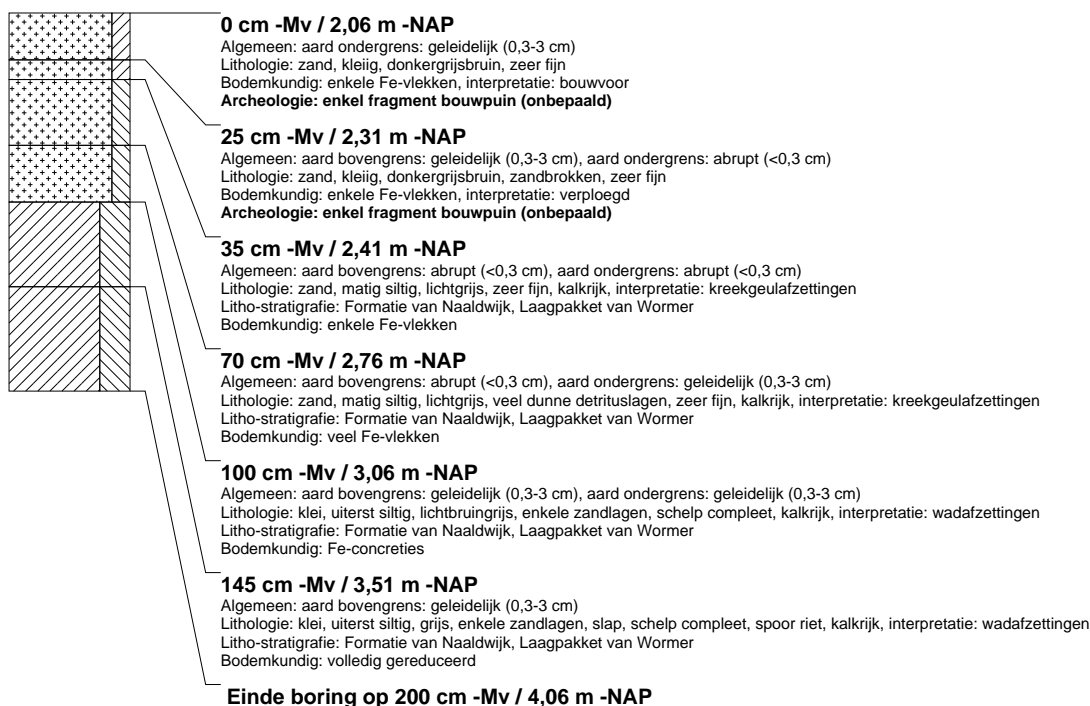 0 cm -Mv / 2,06 m -NAP
Algemeen: aard ondergrens: geleidelijk (0,3-3 cm)
Lithologie: zand, kleiig, donkergrijsbruin, zeer fijn
Bodemkundig: enkele Fe-vlekken, interpretatie: bouwvoor
Archeologie: enkel fragment bouwpuin (onbepaald)
25 cm -Mv / 2,31 m -NAP
Algemeen: aard bovengrens: geleidelijk (0,3-3 cm), aard ondergrens: abrupt (<0,3 cm)
Lithologie: zand, kleiig, donkergrijsbruin, zandbrokken, zeer fijn
Bodemkundig: enkele Fe-vlekken, interpretatie: verploegd
Archeologie: enkel fragment bouwpuin (onbepaald)
35 cm -Mv / 2,41 m -NAP
Algemeen: aard bovengrens: abrupt (<0,3 cm), aard ondergrens: abrupt (<0,3 cm)
Lithologie: zand, matig siltig, lichtgrijs, zeer fijn, kalkrijk, interpretatie: kreekgeulafzettingen
Litho-stratigrafie: Formatie van Naaldwijk, Laagpakket van Wormer
Bodemkundig: enkele Fe-vlekken
70 cm -Mv / 2,76 m -NAP
Algemeen: aard bovengrens: abrupt (<0,3 cm), aard ondergrens: geleidelijk (0,3-3 cm)
Lithologie: zand, matig siltig, lichtgrijs, veel dunne detrituslagen, zeer fijn, kalkrijk, interpretatie: kreekgeulafzettingen
Litho-stratigrafie: Formatie van Naaldwijk, Laagpakket van Wormer
Bodemkundig: veel Fe-vlekken
100 cm -Mv / 3,06 m -NAP
Algemeen: aard bovengrens: geleidelijk (0,3-3 cm), aard ondergrens: geleidelijk (0,3-3 cm)
Lithologie: klei, uiterst siltig, lichtbruingrijs, enkele zandlagen, schelp compleet, kalkrijk, interpretatie: wadafzettingen
Litho-stratigrafie: Formatie van Naaldwijk, Laagpakket van Wormer
Bodemkundig: Fe-concreties
145 cm -Mv / 3,51 m -NAP
Algemeen: aard bovengrens: geleidelijk (0,3-3 cm)
Lithologie: klei, uiterst siltig, grijs, enkele zandlagen, slap, schelp compleet, spoor riet, kalkrijk, interpretatie: wadafzettingen
Litho-stratigrafie: Formatie van Naaldwijk, Laagpakket van Wormer
Bodemkundig: volledig gereduceerd
Einde boring op 200 cm -Mv / 4,06 m -NAP